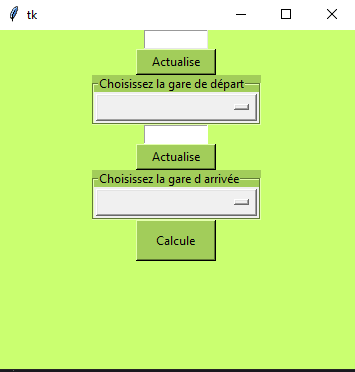 tk
Actualise
Choisissez la gare de départ
Actualise
Choisissez la gare d arrivée
Calcule